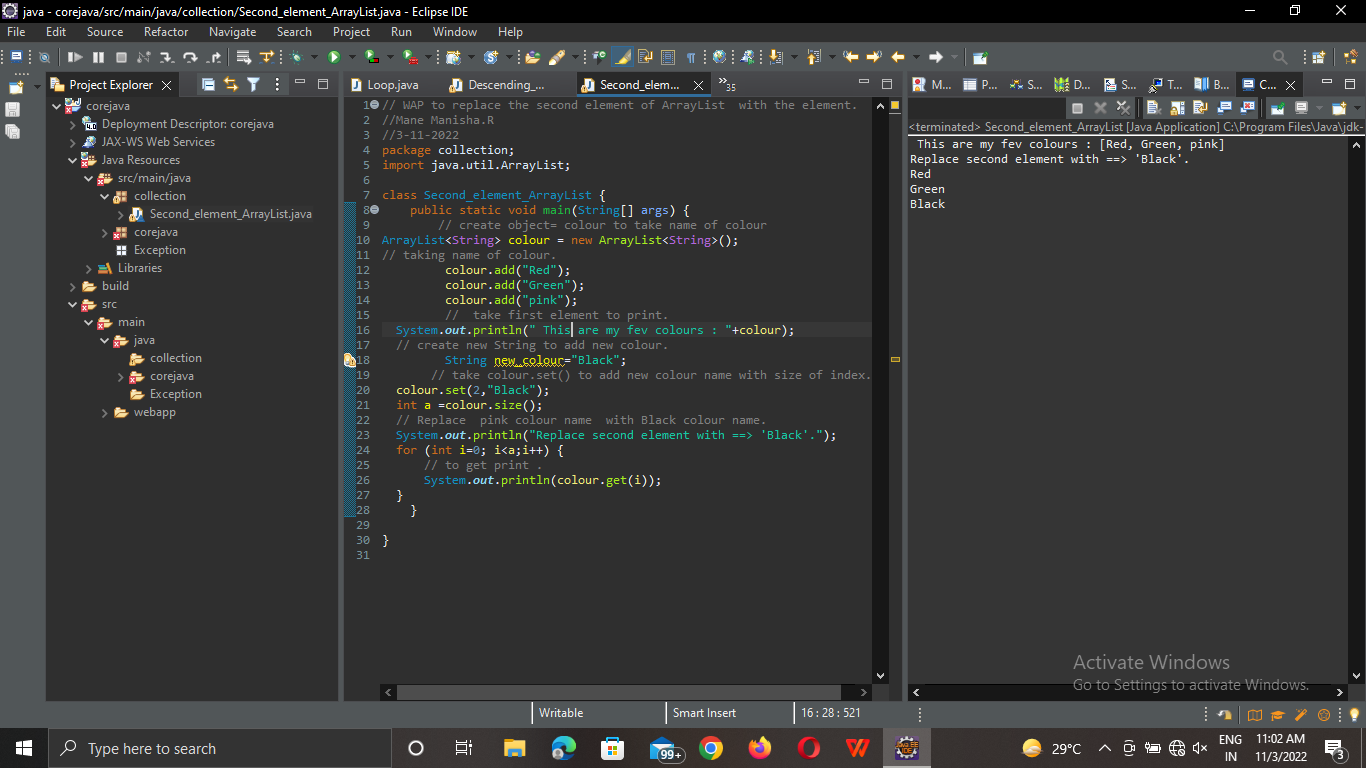 java - corejava/src/main/java/collection/Second_element_ArrayList.java - Eclipse IDE
File Edit Source Refactor Navigate Search Project Run Window Help
Project Explorer
corejava
Deployment Descriptor: corejava
JAX-WS Web Services
Java Resources
src/main/java
collection
Second_element_ArrayList.java
corejava
Exception
Libraries
build
src
main
java
collection
corejava
Exception
webapp
Loop.java Descending_... Second_elem... »35
1 // WAP to replace the second element of ArrayList  with the element.
2 //Mane Manisha.R
3 //3-11-2022
4 package collection;
5 import java.util.ArrayList;
6
7 class Second_element_ArrayList {
8     public static void main(String[] args) {
9         // create object= colour to take name of colour
10 ArrayList<String> colour = new ArrayList<String>();
11 // taking name of colour.
12          colour.add("Red");
13          colour.add("Green");
14          colour.add("pink");
15          //  take first element to print.
16   System.out.println(" This are my fev colours : "+colour);
17   // create new String to add new colour.
18          String new_colour="Black";
19        // take colour.set() to add new colour name with size of index.
20   colour.set(2,"Black");
21   int a =colour.size();
22   // Replace  pink colour name  with Black colour name.
23   System.out.println("Replace second element with ==> 'Black'.");
24   for (int i=0; i<a;i++) {
25       // to get print .
26       System.out.println(colour.get(i));
27   }
28     }
29
30 }
31
M... P... S... D... S... T... B... C...
<terminated> Second_element_ArrayList [Java Application] C:\Program Files\Java\jdk-
 This are my fev colours : [Red, Green, pink]
Replace second element with ==> 'Black'.
Red
Green
Black
Activate Windows
Go to Settings to activate Windows.
Writable Smart Insert 16 : 28 : 521
Type here to search
99+
29°C
ENG
IN
11:02 AM
11/3/2022
3